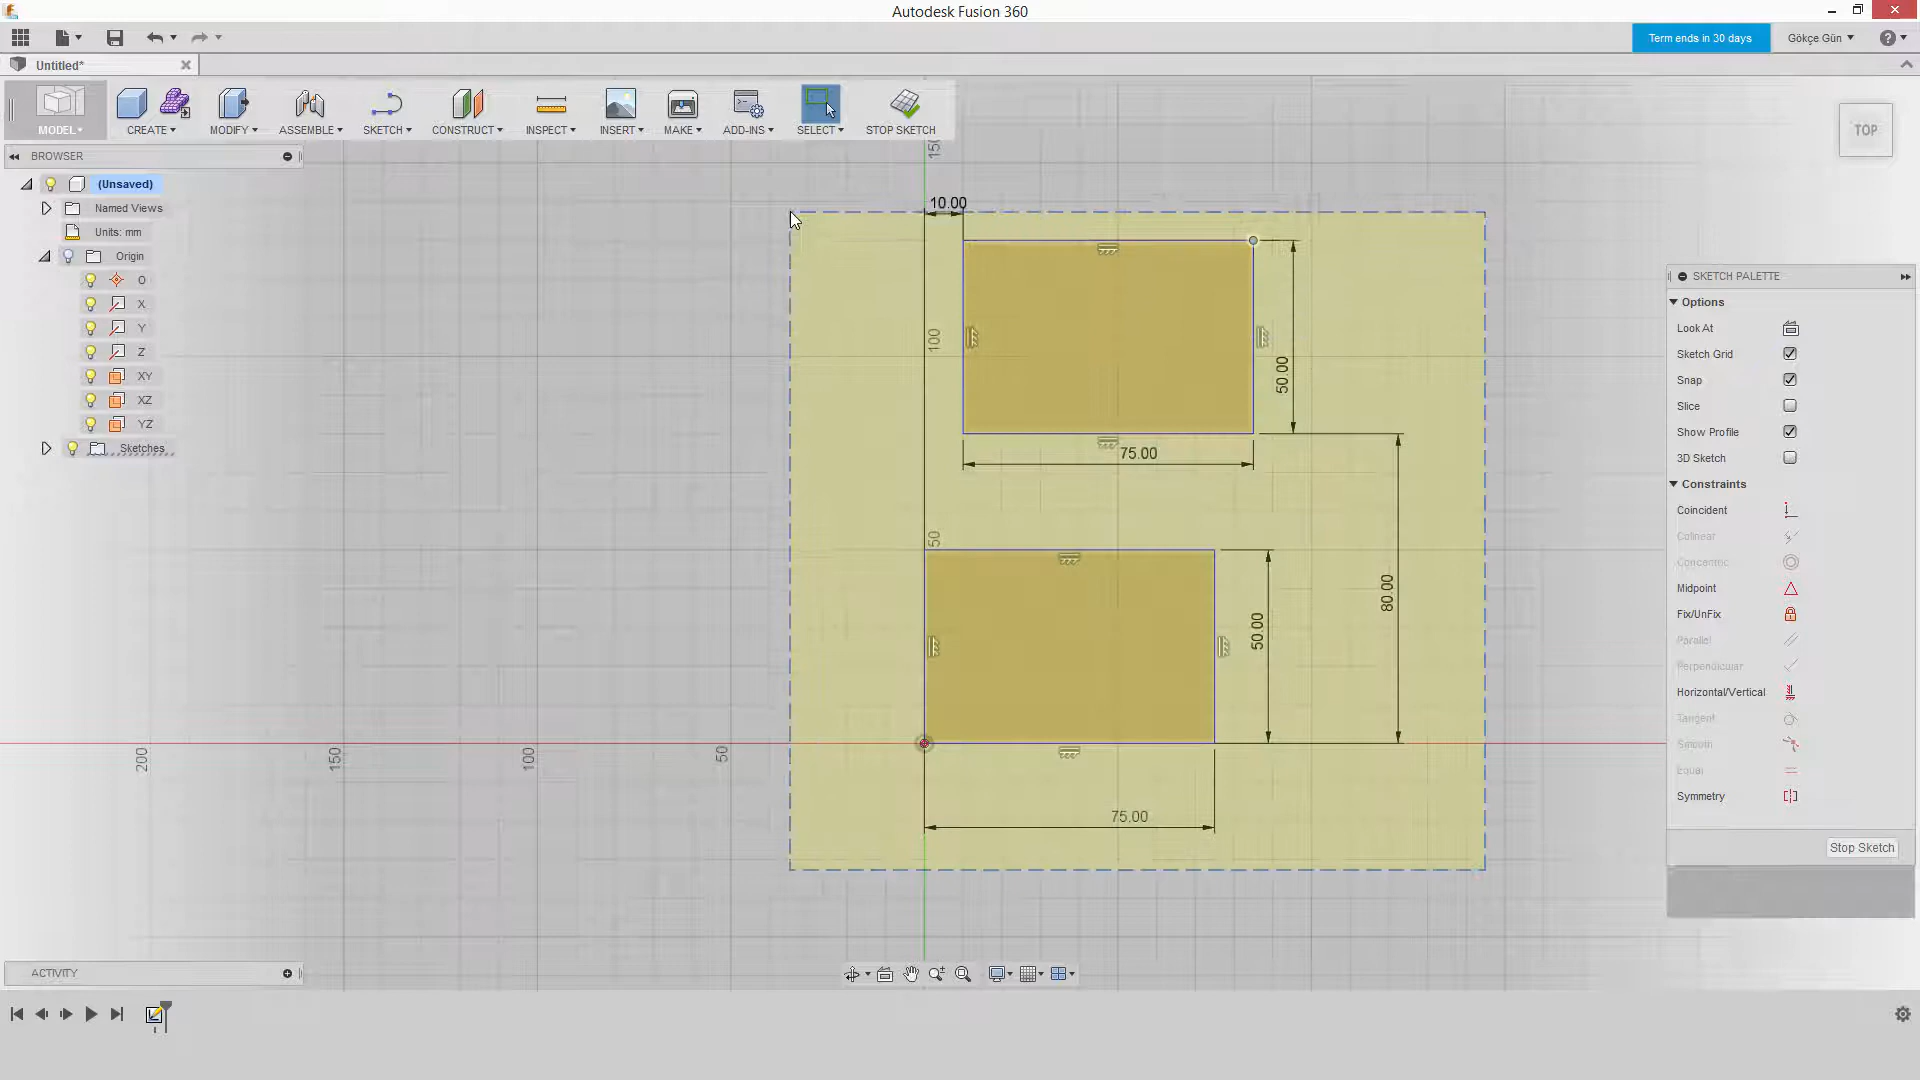 Autodesk Fusion 360
Term ends in 30 days
Gökçe Gün
Untitled*
MODEL
CREATE
MODIFY
ASSEMBLE
SKETCH
CONSTRUCT
INSPECT
INSERT
MAKE
ADD-INS
SELECT
STOP SKETCH
TOP
BROWSER
(Unsaved)
Named Views
Units: mm
Origin
O
X
Y
Z
XY
XZ
YZ
Sketches
150
10.00
100
50.00
75.00
50
50.00
80.00
75.00
200
150
100
50
SKETCH PALETTE
Options
Look At
Sketch Grid
Snap
Slice
Show Profile
3D Sketch
Constraints
Coincident
Colinear
Concentric
Midpoint
Fix/UnFix
Parallel
Perpendicular
Horizontal/Vertical
Tangent
Smooth
Equal
Symmetry
Stop Sketch
ACTIVITY